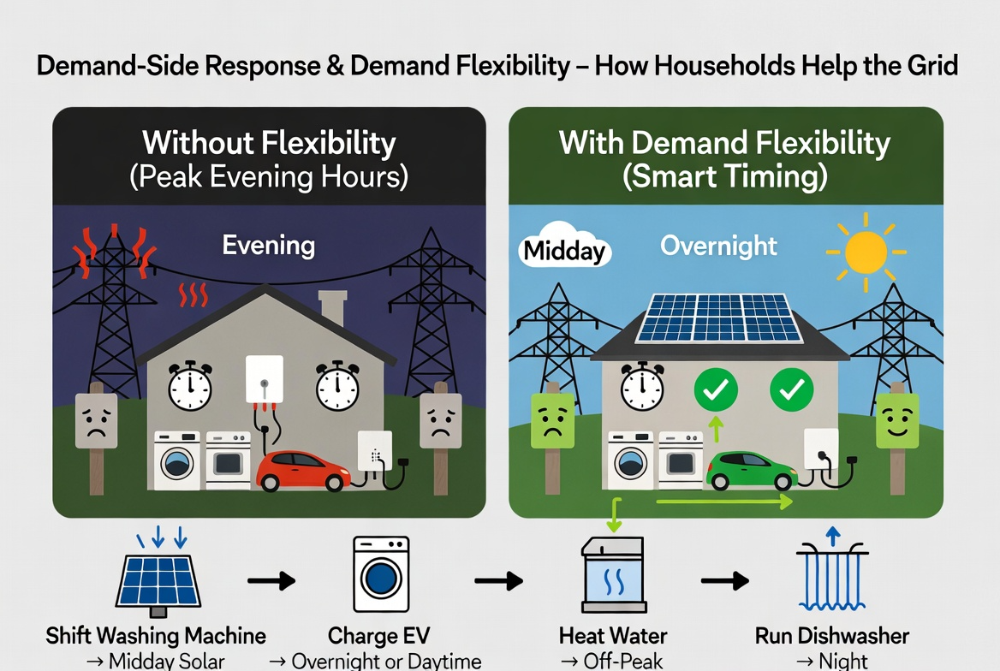 Demand-Side Response & Demand Flexibility – How Households Help the Grid
Without Flexibility
(Peak Evening Hours)
Evening
With Demand Flexibility
(Smart Timing)
Midday
Overnight
Shift Washing Machine
→ Midday Solar
Charge EV
→ Overnight or Daytime
Heat Water
→ Off-Peak
Run Dishwasher
→ Night